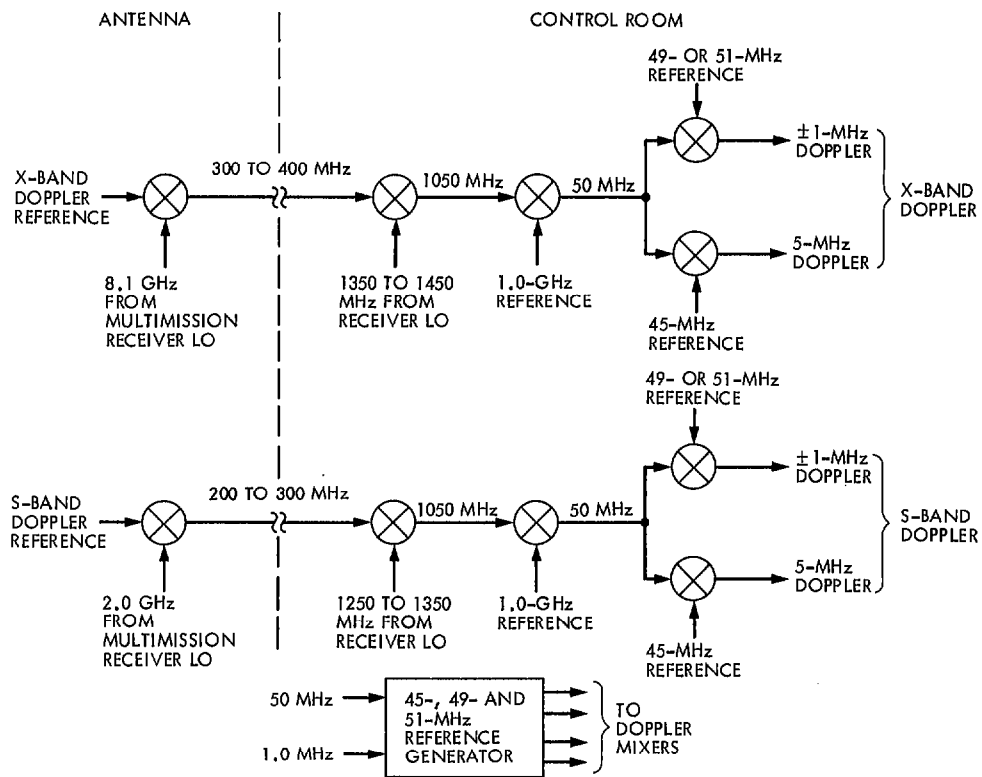 ANTENNA
CONTROL ROOM
49- OR 51-MHz
REFERENCE
±1-MHz
DOPPLER
300 TO 400 MHz
X-BAND
DOPPLER
REFERENCE
1050 MHz
50 MHz
X-BAND
DOPPLER
5-MHz
DOPPLER
8.1 GHz
FROM
MULTIMISSION
RECEIVER LO
1350 TO 1450
MHz FROM
RECEIVER LO
1.0-GHz
REFERENCE
45-MHz
REFERENCE
49- OR 51-MHz
REFERENCE
±1-MHz
DOPPLER
200 TO 300 MHz
S-BAND
DOPPLER
REFERENCE
1050 MHz
50 MHz
S-BAND
DOPPLER
5-MHz
DOPPLER
2.0 GHz
FROM
MULTIMISSION
RECEIVER LO
1250 TO 1350
MHz FROM
RECEIVER LO
1.0-GHz
REFERENCE
45-MHz
REFERENCE
50 MHz
1.0 MHz
45-, 49- AND
51-MHz
REFERENCE
GENERATOR
TO
DOPPLER
MIXERS